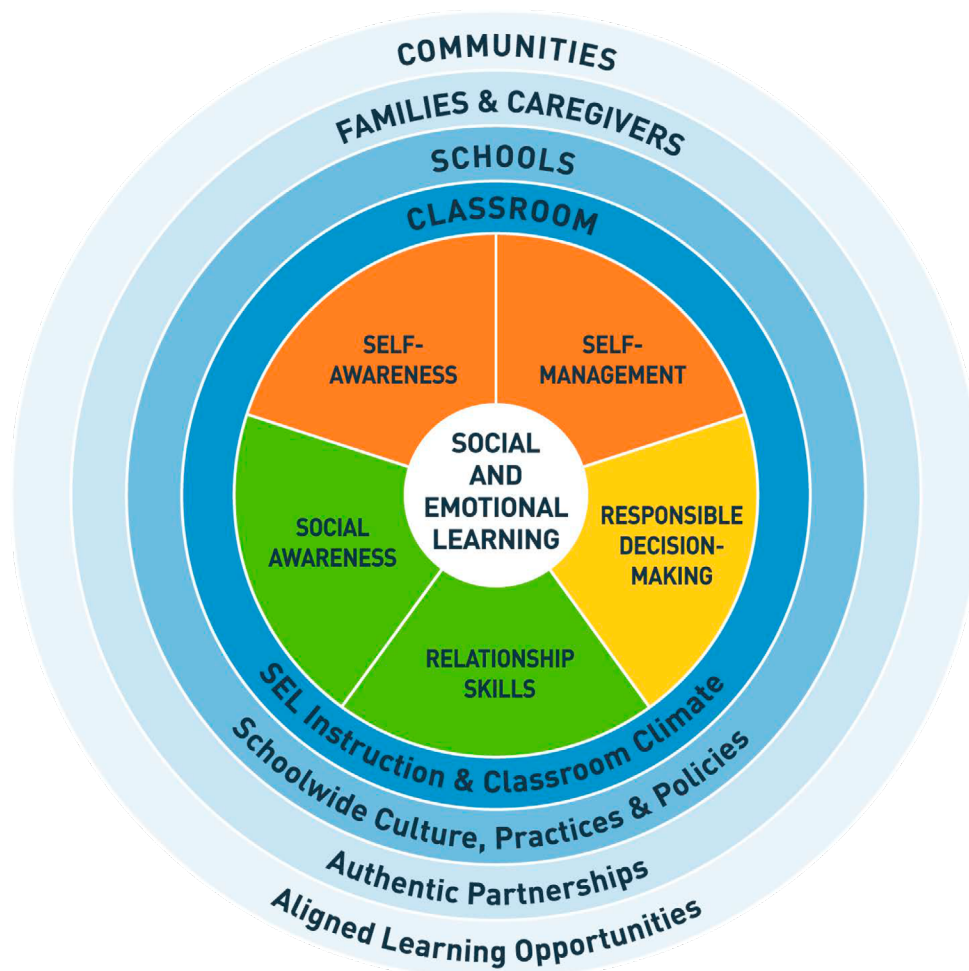 COMMUNITIES
FAMILIES & CAREGIVERS
SCHOOLS
CLASSROOM
SELF-
AWARENESS
SELF-
MANAGEMENT
SOCIAL
AND
EMOTIONAL
LEARNING
SOCIAL
AWARENESS
RESPONSIBLE
DECISION-
MAKING
RELATIONSHIP
SKILLS
SEL Instruction & Classroom Climate
Schoolwide Culture, Practices & Policies
Authentic Partnerships
Aligned Learning Opportunities